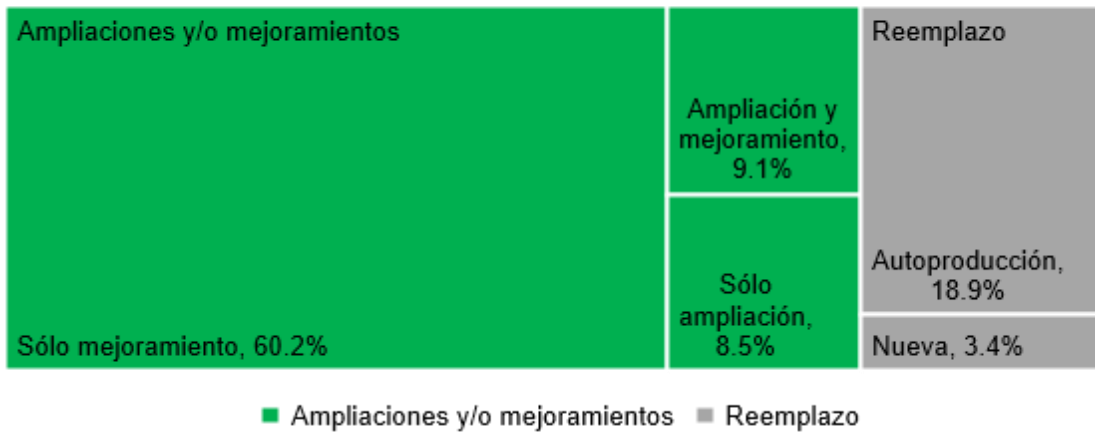 Ampliaciones y/o mejoramientos
Sólo mejoramiento, 60.2%
Ampliación y
mejoramiento,
9.1%
Sólo
ampliación,
8.5%
Reemplazo
Autoproducción,
18.9%
Nueva, 3.4%
Ampliaciones y/o mejoramientos
Reemplazo